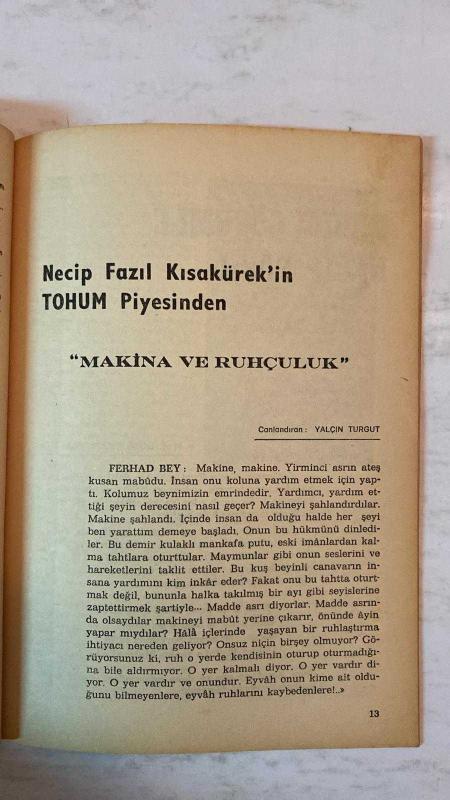 Necip Fazıl Kısakürek'in
TOHUM Piyesinden
"MAKİNA VE RUHÇULUK"
Canlandıran : YALÇIN TURGUT
FERHAD BEY : Makine, makine. Yirminci asrın ateş
kusan mabûdu. İnsan onu koluna yardım etmek için yap-
tı. Kolumuz beynimizin emrindedir. Yardımcı, yardım et-
tiği şeyin derecesini nasıl geçer? Makineyi şahlandırdılar.
Makine şahlandı. İçinde insan da olduğu halde her şeyi
ben yarattım demeye başladı. Onun bu hükmünü dinledi-
ler. Bu demir kulaklı mankafa putu, eski imânlardan kal-
ma tahtlara oturttular. Maymunlar gibi onun seslerini ve
hareketlerini taklit ettiler. Bu kuş beyinli canavarın in-
sana yardımını kim inkâr eder? Fakat onu bu tahtta oturt-
mak değil, bununla halka takılmış bir ayı gibi seyislerine
zaptettirmek şartiyle... Madde asrı diyorlar. Madde asrın-
da olsaydılar makineyi mabût yerine çıkarır, önünde âyin
yapar mıydılar? Hâlâ içlerinde yaşayan bir ruhlaştırma
ihtiyacı nereden geliyor? Onsuz niçin birşey olmuyor? Gö-
rüyorsunuz ki, ruh o yerde kendisinin oturup oturmadığı-
na bile aldırmıyor. O yer kalmalı diyor. O yer vardır di-
yor. O yer vardır ve onundur. Eyvâh onun kime ait oldu-
ğunu bilmeyenlere, eyvâh ruhlarını kaybedenlere!..»
13